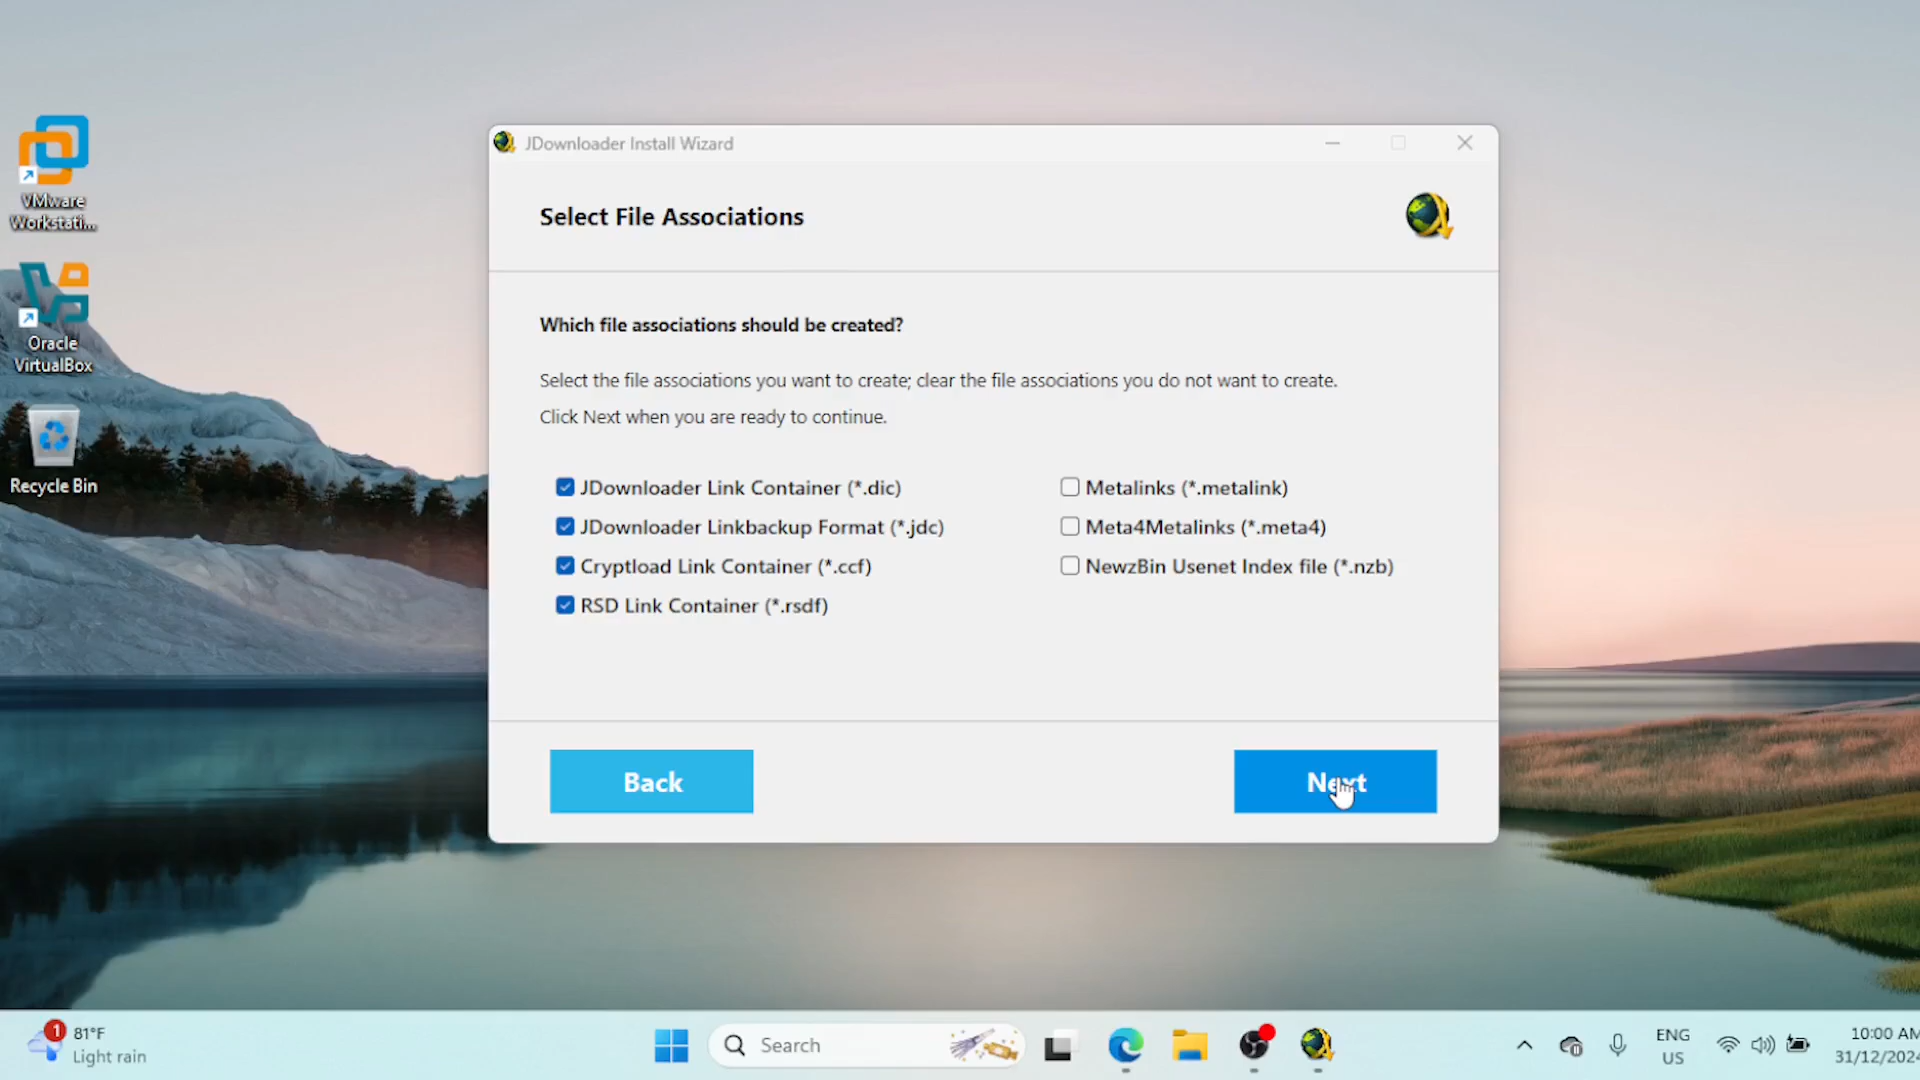 VMware
Workstati...
Oracle
VirtualBox
Recycle Bin
JDownloader Install Wizard
Select File Associations
Which file associations should be created?
Select the file associations you want to create; clear the file associations you do not want to create.
Click Next when you are ready to continue.
JDownloader Link Container (*.dlc)
JDownloader Linkbackup Format (*.jdc)
Cryptload Link Container (*.ccf)
RSD Link Container (*.rsdf)
Metalinks (*.metalink)
Meta4Metalinks (*.meta4)
NewzBin Usenet Index file (*.nzb)
Back
Next
1
81°F
Light rain
Search
ENG
US
10:00 AM
31/12/2024